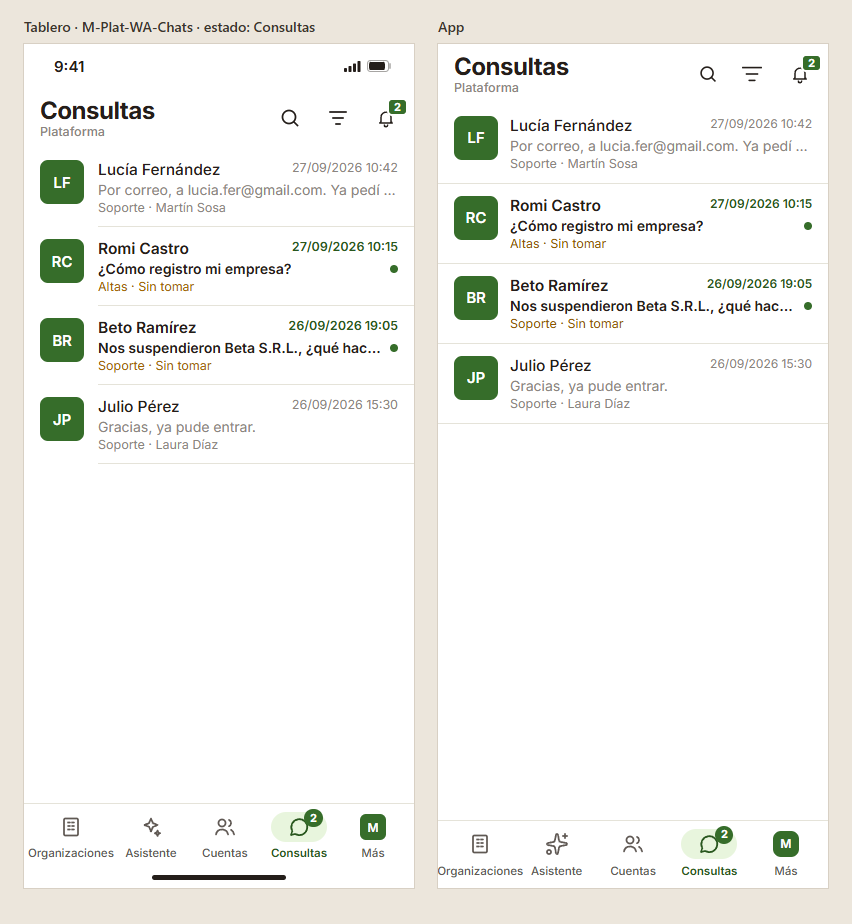 Tablero · M-Plat-WA-Chats · estado: Consultas
9:41
Consultas
Plataforma
2
LF
Lucía Fernández
27/09/2026 10:42
Por correo, a lucia.fer@gmail.com. Ya pedí ...
Soporte · Martín Sosa
RC
Romi Castro
27/09/2026 10:15
¿Cómo registro mi empresa?
Altas · Sin tomar
BR
Beto Ramírez
26/09/2026 19:05
Nos suspendieron Beta S.R.L., ¿qué hac...
Soporte · Sin tomar
JP
Julio Pérez
26/09/2026 15:30
Gracias, ya pude entrar.
Soporte · Laura Díaz
Organizaciones
Asistente
Cuentas
2
Consultas
M
Más
App
Consultas
Plataforma
2
LF
Lucía Fernández
27/09/2026 10:42
Por correo, a lucia.fer@gmail.com. Ya pedí ...
Soporte · Martín Sosa
RC
Romi Castro
27/09/2026 10:15
¿Cómo registro mi empresa?
Altas · Sin tomar
BR
Beto Ramírez
26/09/2026 19:05
Nos suspendieron Beta S.R.L., ¿qué hac...
Soporte · Sin tomar
JP
Julio Pérez
26/09/2026 15:30
Gracias, ya pude entrar.
Soporte · Laura Díaz
Organizaciones
Asistente
Cuentas
2
Consultas
M
Más